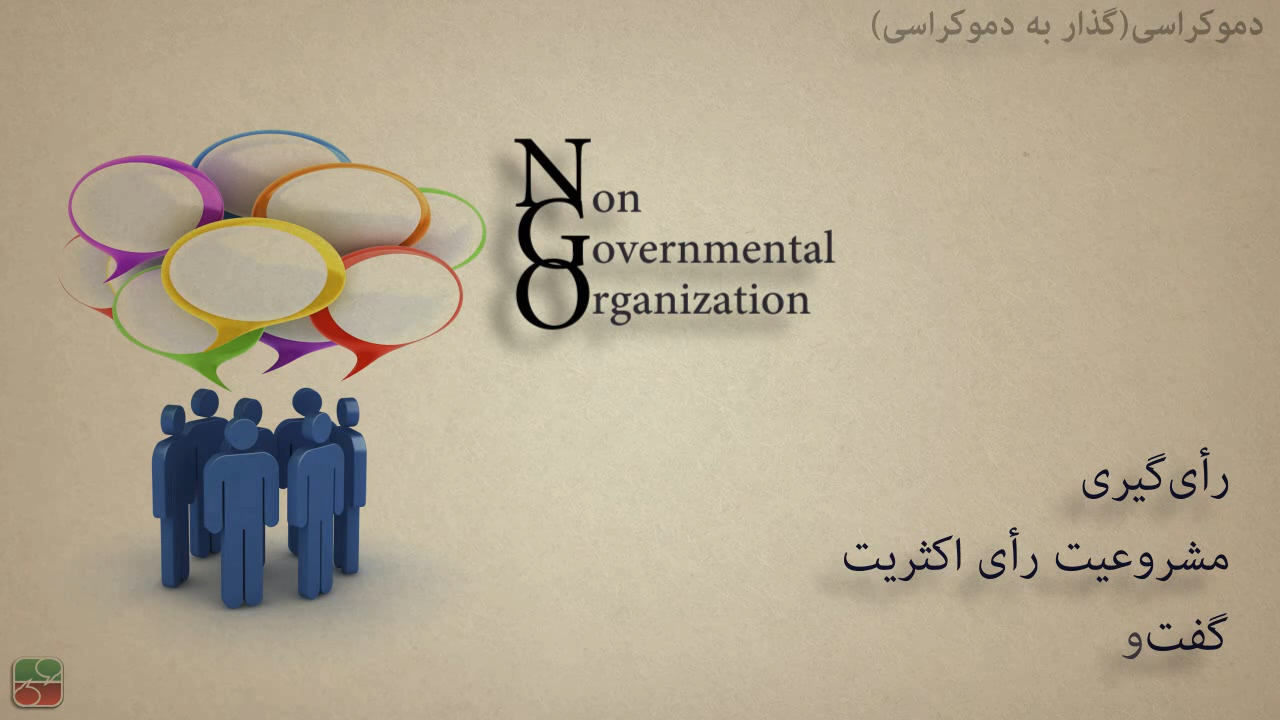 دموکراسی(گذار به دموکراسی)
Non
Governmental
Organization
رأی‌گیری
مشروعیت رأی اکثریت
گفت‌و